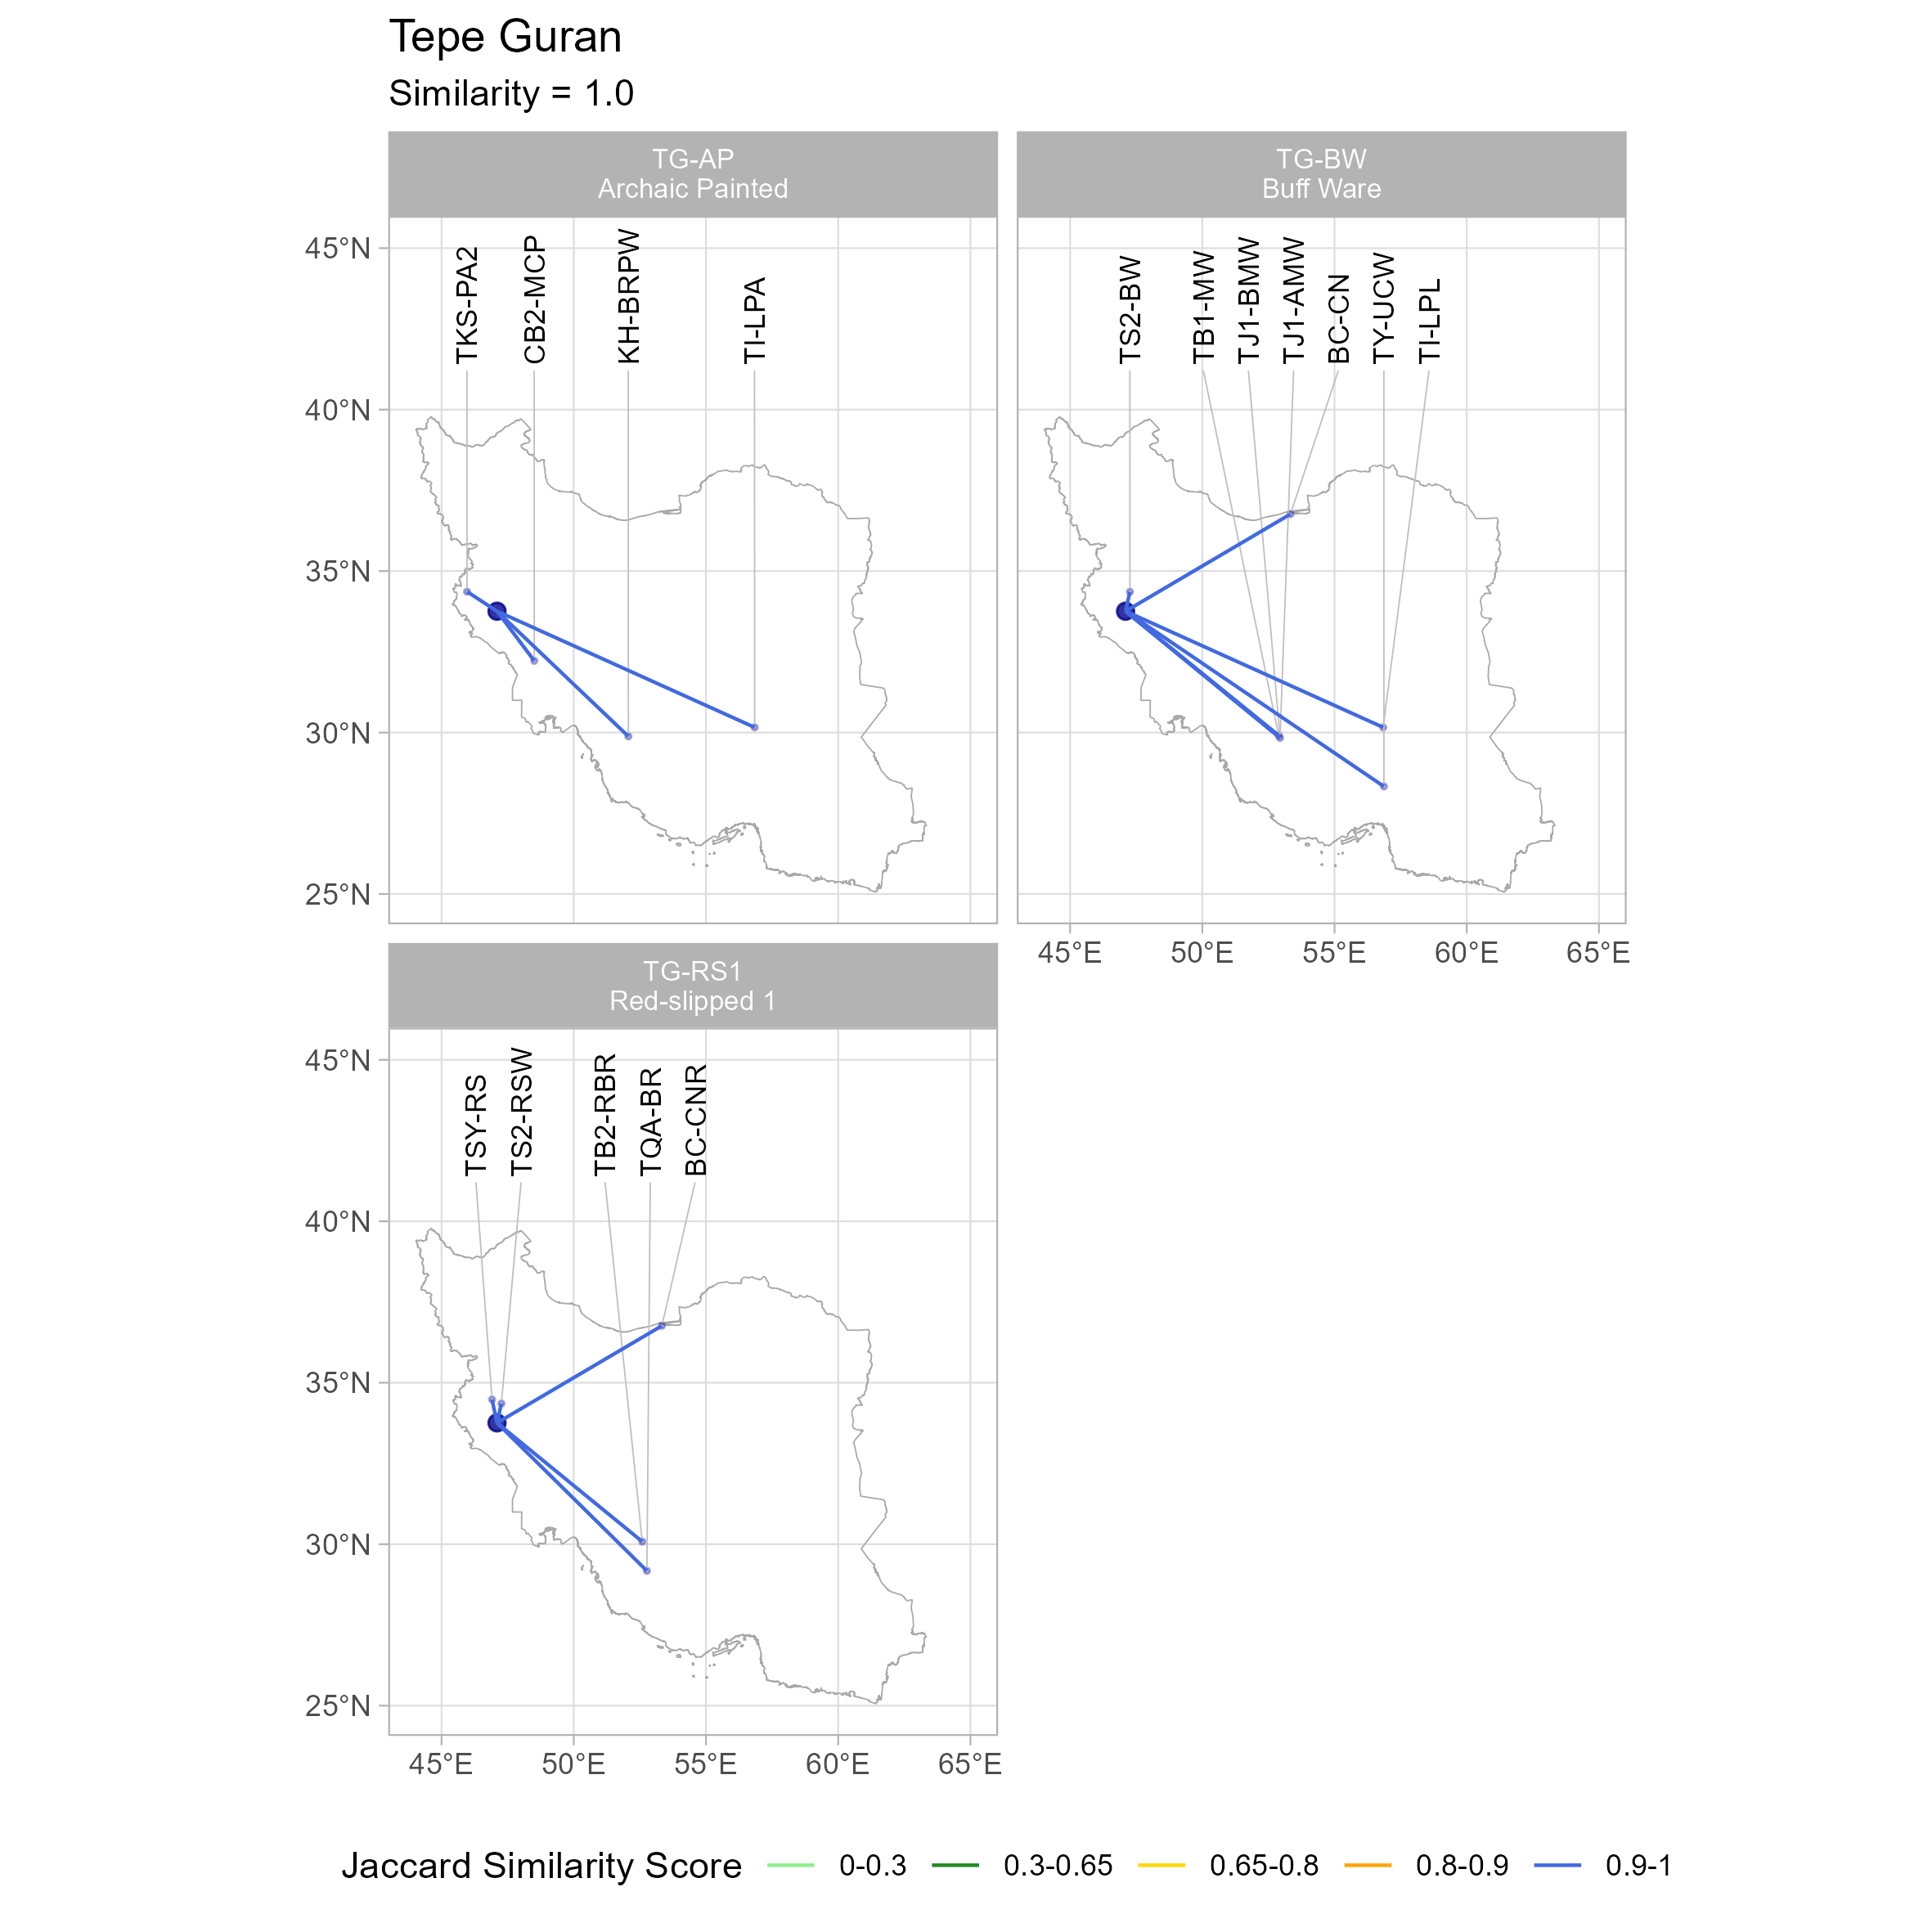 Tepe Guran
Similarity = 1.0
TG-AP
Archaic Painted
TKS-PA2
CB2-MCP
KH-BRPW
TI-LPA
45°N
40°N
35°N
30°N
25°N
TG-BW
Buff Ware
TS2-BW
TB1-MW
TJ1-BMW
TJ1-AMW
BC-CN
TY-UCW
TI-LPL
45°E 50°E 55°E 60°E 65°E
TG-RS1
Red-slipped 1
TSY-RS
TS2-RSW
TB2-RBR
TQA-BR
BC-CNR
45°N
40°N
35°N
30°N
25°N
45°E 50°E 55°E 60°E 65°E
Jaccard Similarity Score 0-0.3 0.3-0.65 0.65-0.8 0.8-0.9 0.9-1